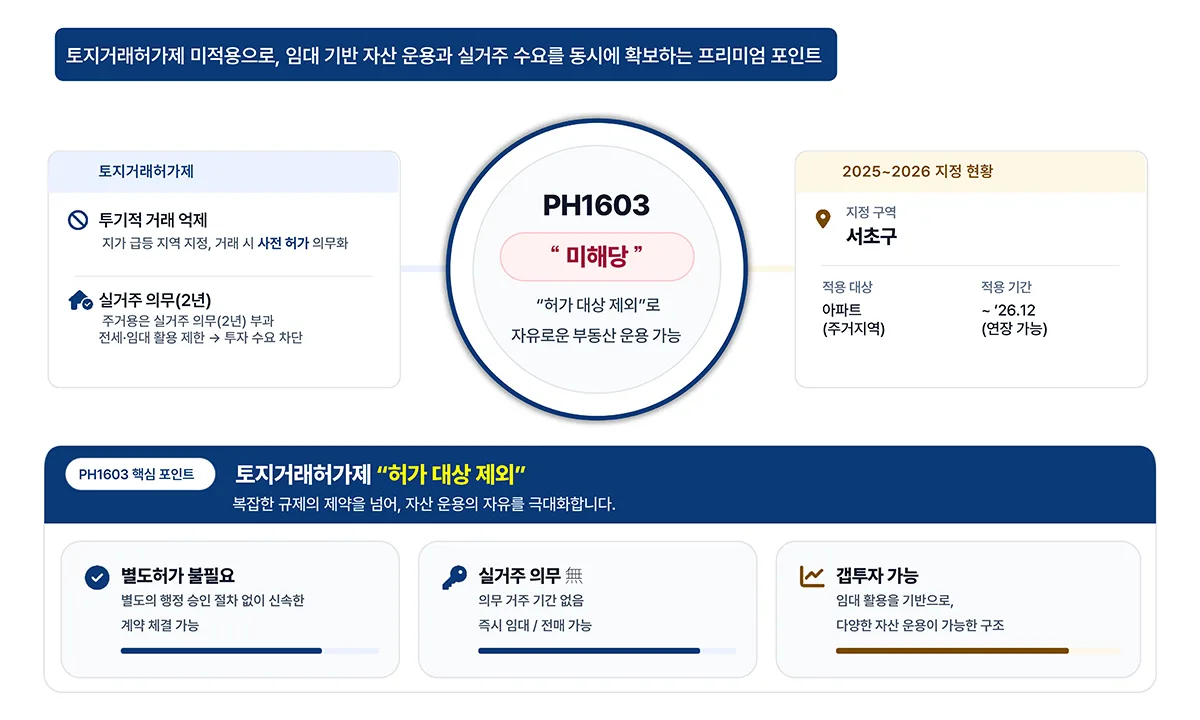 토지거래허가제 미적용으로, 임대 기반 자산 운용과 실거주 수요를 동시에 확보하는 프리미엄 포인트
토지거래허가제
투기적 거래 억제
지가 급등 지역 지정, 거래 시 사전 허가 의무화
실거주 의무(2년)
주거용은 실거주 의무(2년) 부과
전세·임대 활용 제한 → 투자 수요 차단
PH1603
“ 미해당 ”
“허가 대상 제외”로
자유로운 부동산 운용 가능
2025~2026 지정 현황
지정 구역
서초구
적용 대상
아파트
(주거지역)
적용 기간
~ ‘26.12
(연장 가능)
PH1603 핵심 포인트
토지거래허가제 “허가 대상 제외”
복잡한 규제의 제약을 넘어, 자산 운용의 자유를 극대화합니다.
별도허가 불필요
별도의 행정 승인 절차 없이 신속한
계약 체결 가능
실거주 의무 無
의무 거주 기간 없음
즉시 임대 / 전매 가능
갭투자 가능
임대 활용을 기반으로,
다양한 자산 운용이 가능한 구조